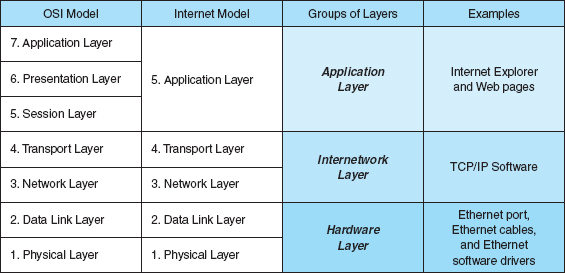 OSI Model Internet Model Groups of Layers Examples
7. Application Layer
6. Presentation Layer
5. Session Layer
5. Application Layer
Application
Layer
Internet Explorer
and Web pages
4. Transport Layer 4. Transport Layer
3. Network Layer 3. Network Layer
Internetwork
Layer
TCP/IP Software
2. Data Link Layer 2. Data Link Layer
1. Physical Layer 1. Physical Layer
Hardware
Layer
Ethernet port,
Ethernet cables,
and Ethernet
software drivers